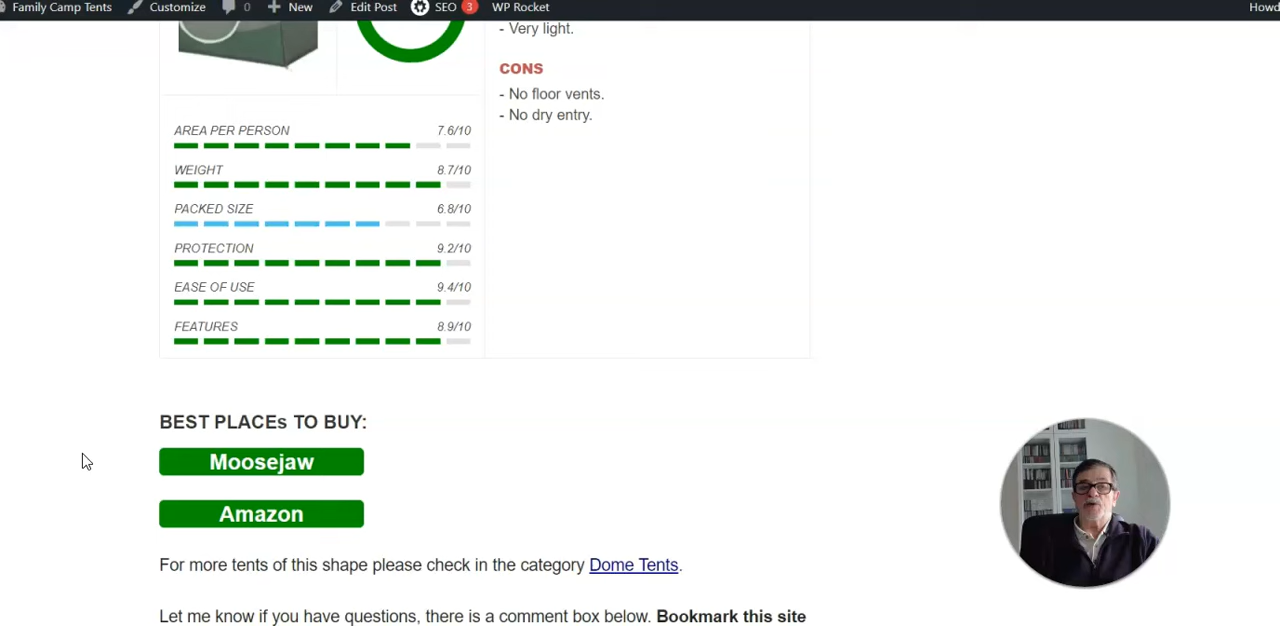 Family Camp Tents Customize 0 New Edit Post SEO 3 WP Rocket Howd
- Very light.
CONS
- No floor vents.
- No dry entry.
AREA PER PERSON 7.6/10
WEIGHT 8.7/10
PACKED SIZE 6.8/10
PROTECTION 9.2/10
EASE OF USE 9.4/10
FEATURES 8.9/10
BEST PLACEs TO BUY:
Moosejaw
Amazon
For more tents of this shape please check in the category Dome Tents.
Let me know if you have questions, there is a comment box below. Bookmark this site